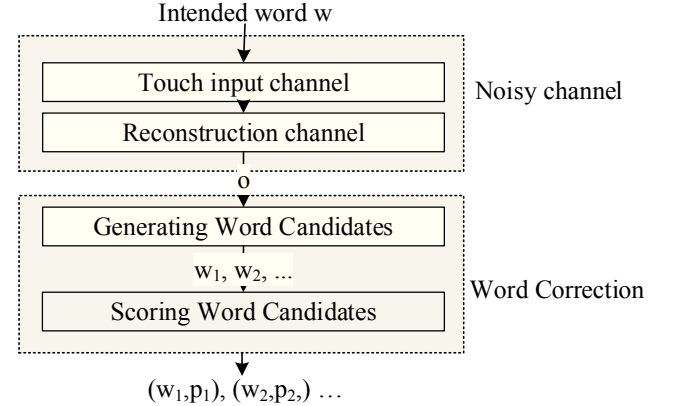 Intended word w
Touch input channel
Noisy channel
Reconstruction channel
o
Generating Word Candidates
w₁, w₂, ...
Word Correction
Scoring Word Candidates
(w₁,p₁), (w₂,p₂,) …